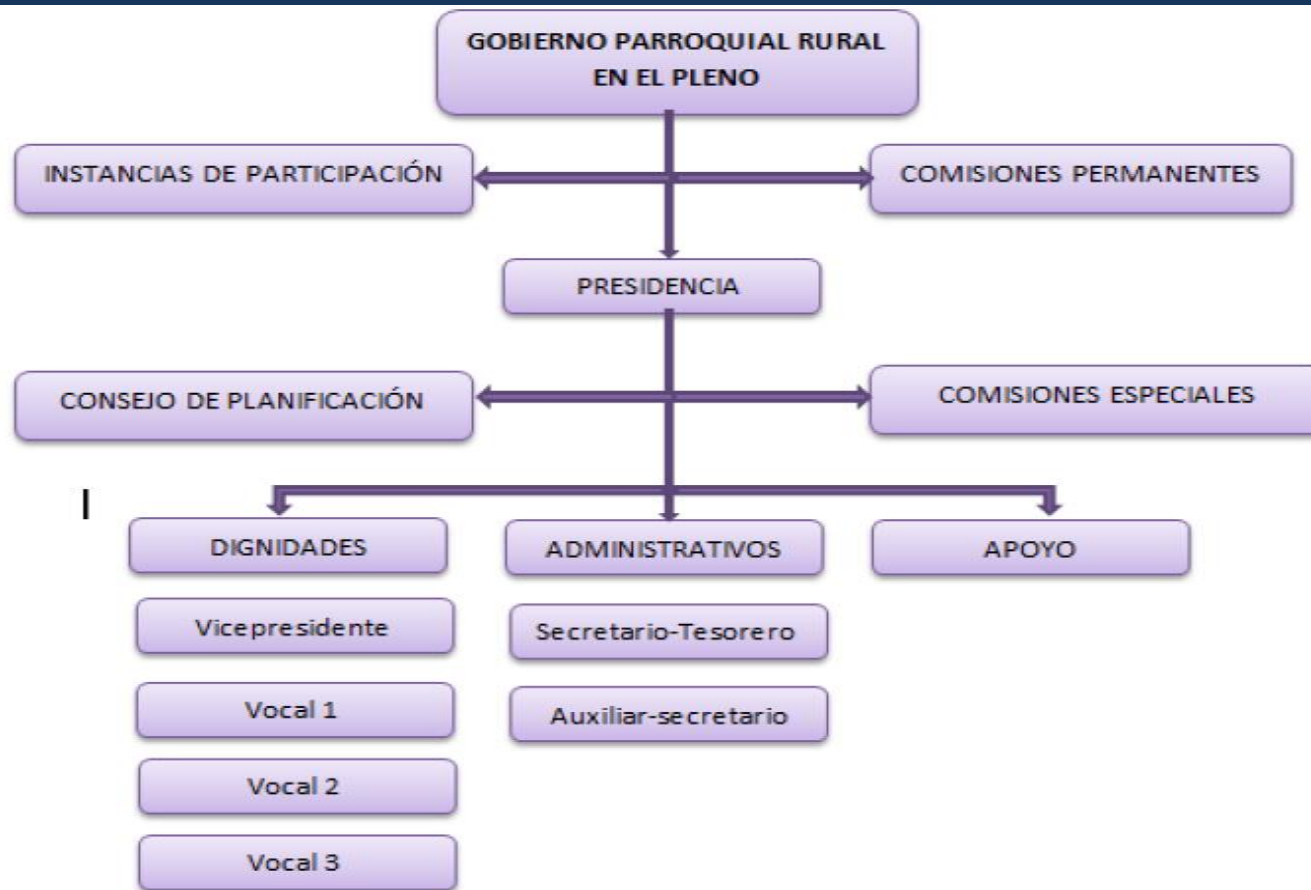 GOBIERNO PARROQUIAL RURAL
EN EL PLENO
INSTANCIAS DE PARTICIPACIÓN
COMISIONES PERMANENTES
PRESIDENCIA
CONSEJO DE PLANIFICACIÓN
COMISIONES ESPECIALES
l
DIGNIDADES
ADMINISTRATIVOS
APOYO
Vicepresidente
Secretario-Tesorero
Vocal 1
Auxiliar-secretario
Vocal 2
Vocal 3